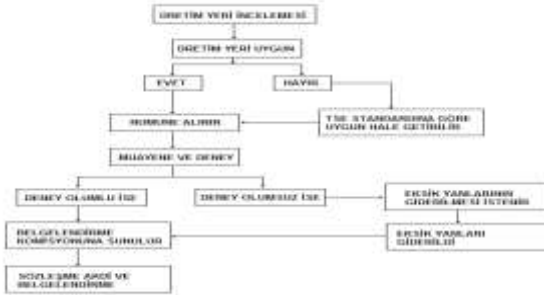 ÜRETİM YERİ İNCELEMESİ
ÜRETİM YERİ UYGUN
EVET
HAYIR
NUMUNE ALINIR
TSE STANDARDINA GÖRE
UYGUN HALE GETİRİLİR
MUAYENE VE DENEY
DENEY OLUMLU İSE
DENEY OLUMSUZ İSE
EKSİK YANLARININ
GİDERİLMESİ İSTENİR
BELGELENDİRME
KOMİSYONUNA SUNULUR
EKSİK YANLARI
GİDERİLDİ
SÖZLEŞME AKDİ VE
BELGELENDİRME